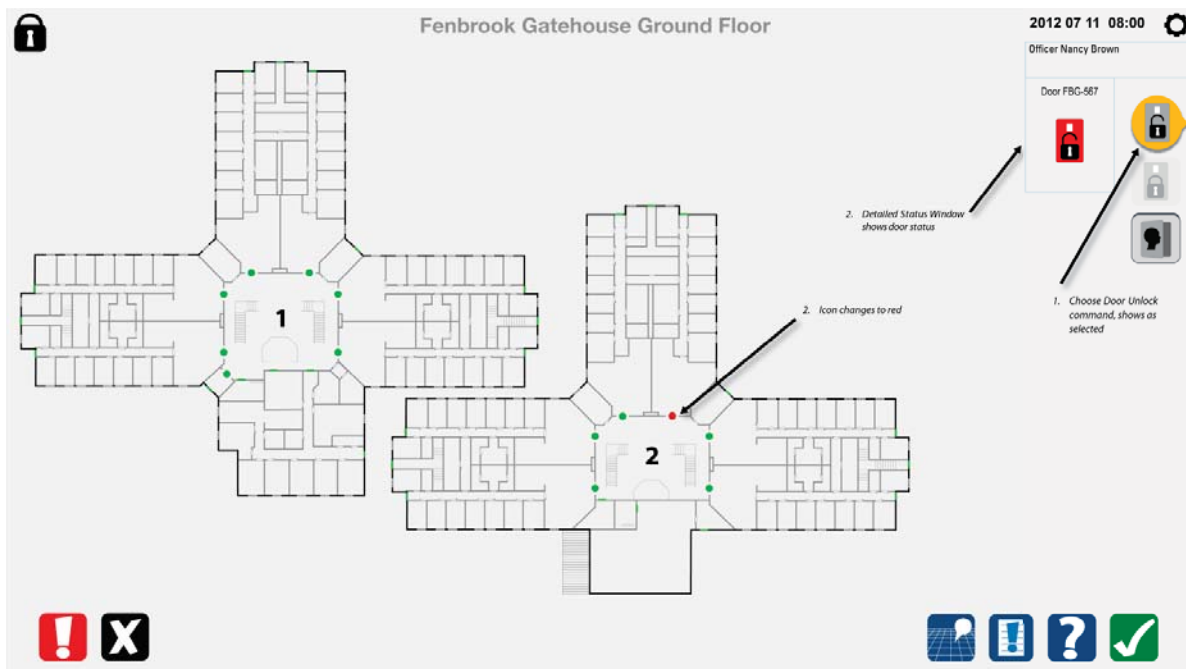 Fenbrook Gatehouse Ground Floor
2012 07 11 08:00
Officer Nancy Brown
Door FBG-567
2. Detailed Status Window
shows door status
1. Choose Door Unlock
command, shows as
selected
2. Icon changes to red
1
2
! X
! ?